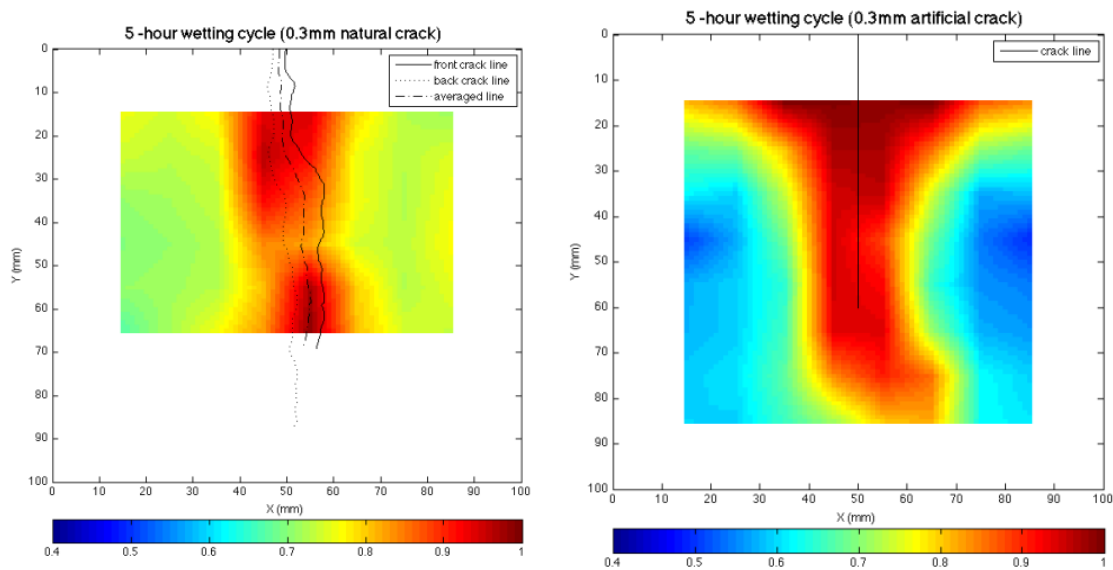 5 -hour wetting cycle (0.3mm natural crack)
front crack line
back crack line
averaged line
0
10
20
30
40
50
60
70
80
90
100
Y (mm)
0 10 20 30 40 50 60 70 80 90 100
X (mm)
0.4 0.5 0.6 0.7 0.8 0.9 1
5 -hour wetting cycle (0.3mm artificial crack)
crack line
0
10
20
30
40
50
60
70
80
90
100
Y (mm)
0 10 20 30 40 50 60 70 80 90 100
X (mm)
0.4 0.5 0.6 0.7 0.8 0.9 1